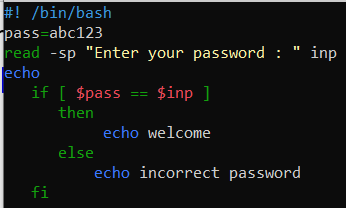 #! /bin/bash
pass=abc123
read -sp "Enter your password : " inp
echo
if [ $pass == $inp ]
then
echo welcome
else
echo incorrect password
fi